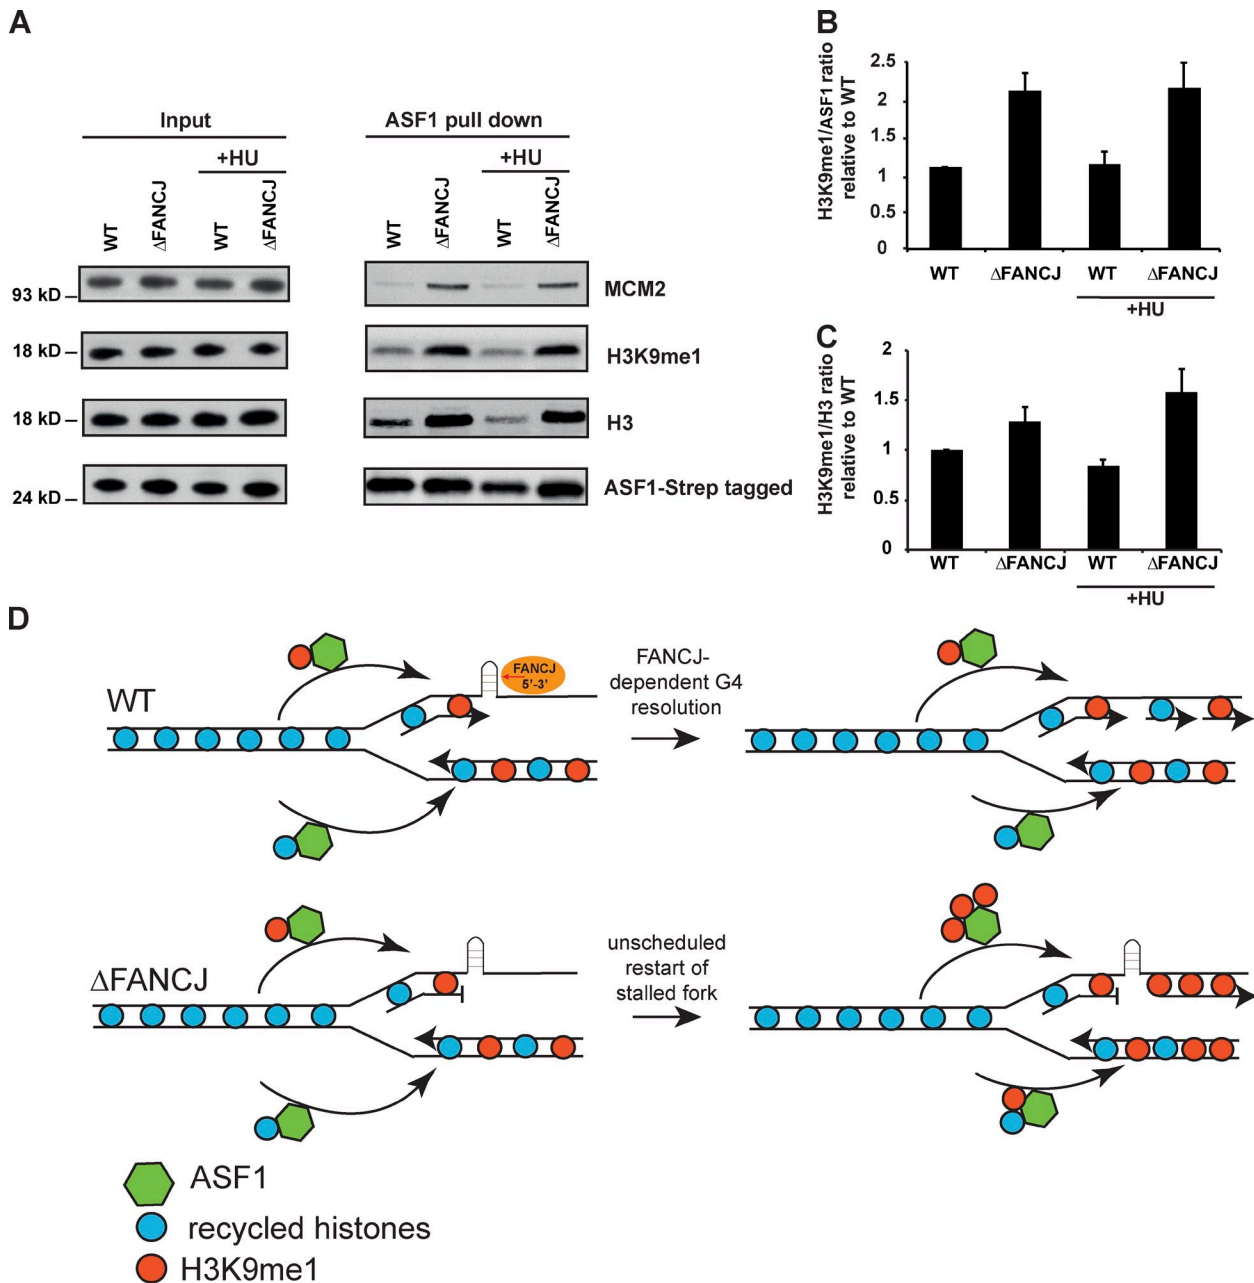 A
Input
ASF1 pull down
+HU
+HU
WT
ΔFANCJ
WT
ΔFANCJ
WT
ΔFANCJ
WT
ΔFANCJ
93 kD
MCM2
18 kD
H3K9me1
18 kD
H3
24 kD
ASF1-Strep tagged
B
H3K9me1/ASF1 ratio
relative to WT
2.5
2
1.5
1
0.5
0
WT
ΔFANCJ
WT
ΔFANCJ
+HU
C
H3K9me1/H3 ratio
relative to WT
2
1.5
1
0.5
0
WT
ΔFANCJ
WT
ΔFANCJ
+HU
D
WT
FANCJ
5'-3'
FANCJ-
dependent G4
resolution
ΔFANCJ
unscheduled
restart of
stalled fork
ASF1
recycled histones
H3K9me1